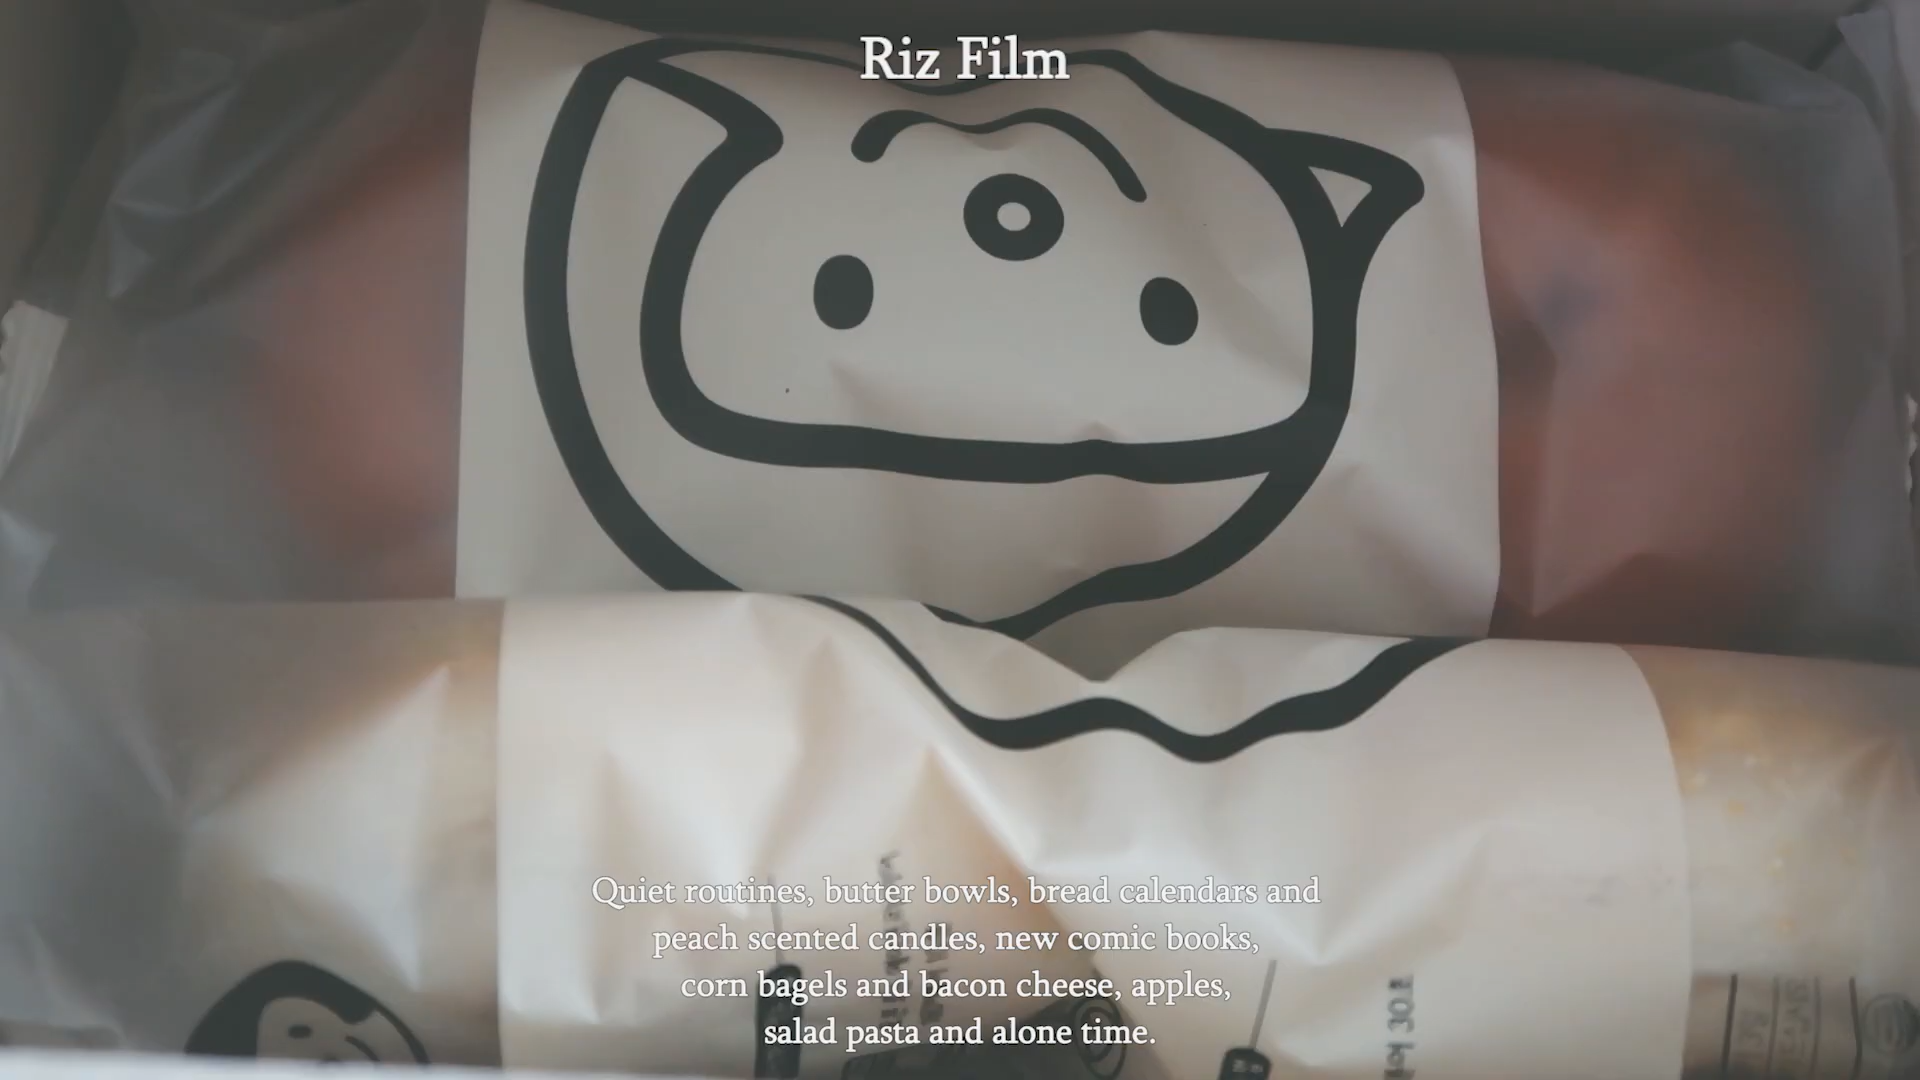 Riz Film
Quiet routines, butter bowls, bread calendars and
peach scented candles, new comic books,
corn bagels and bacon cheese, apples,
salad pasta and alone time.